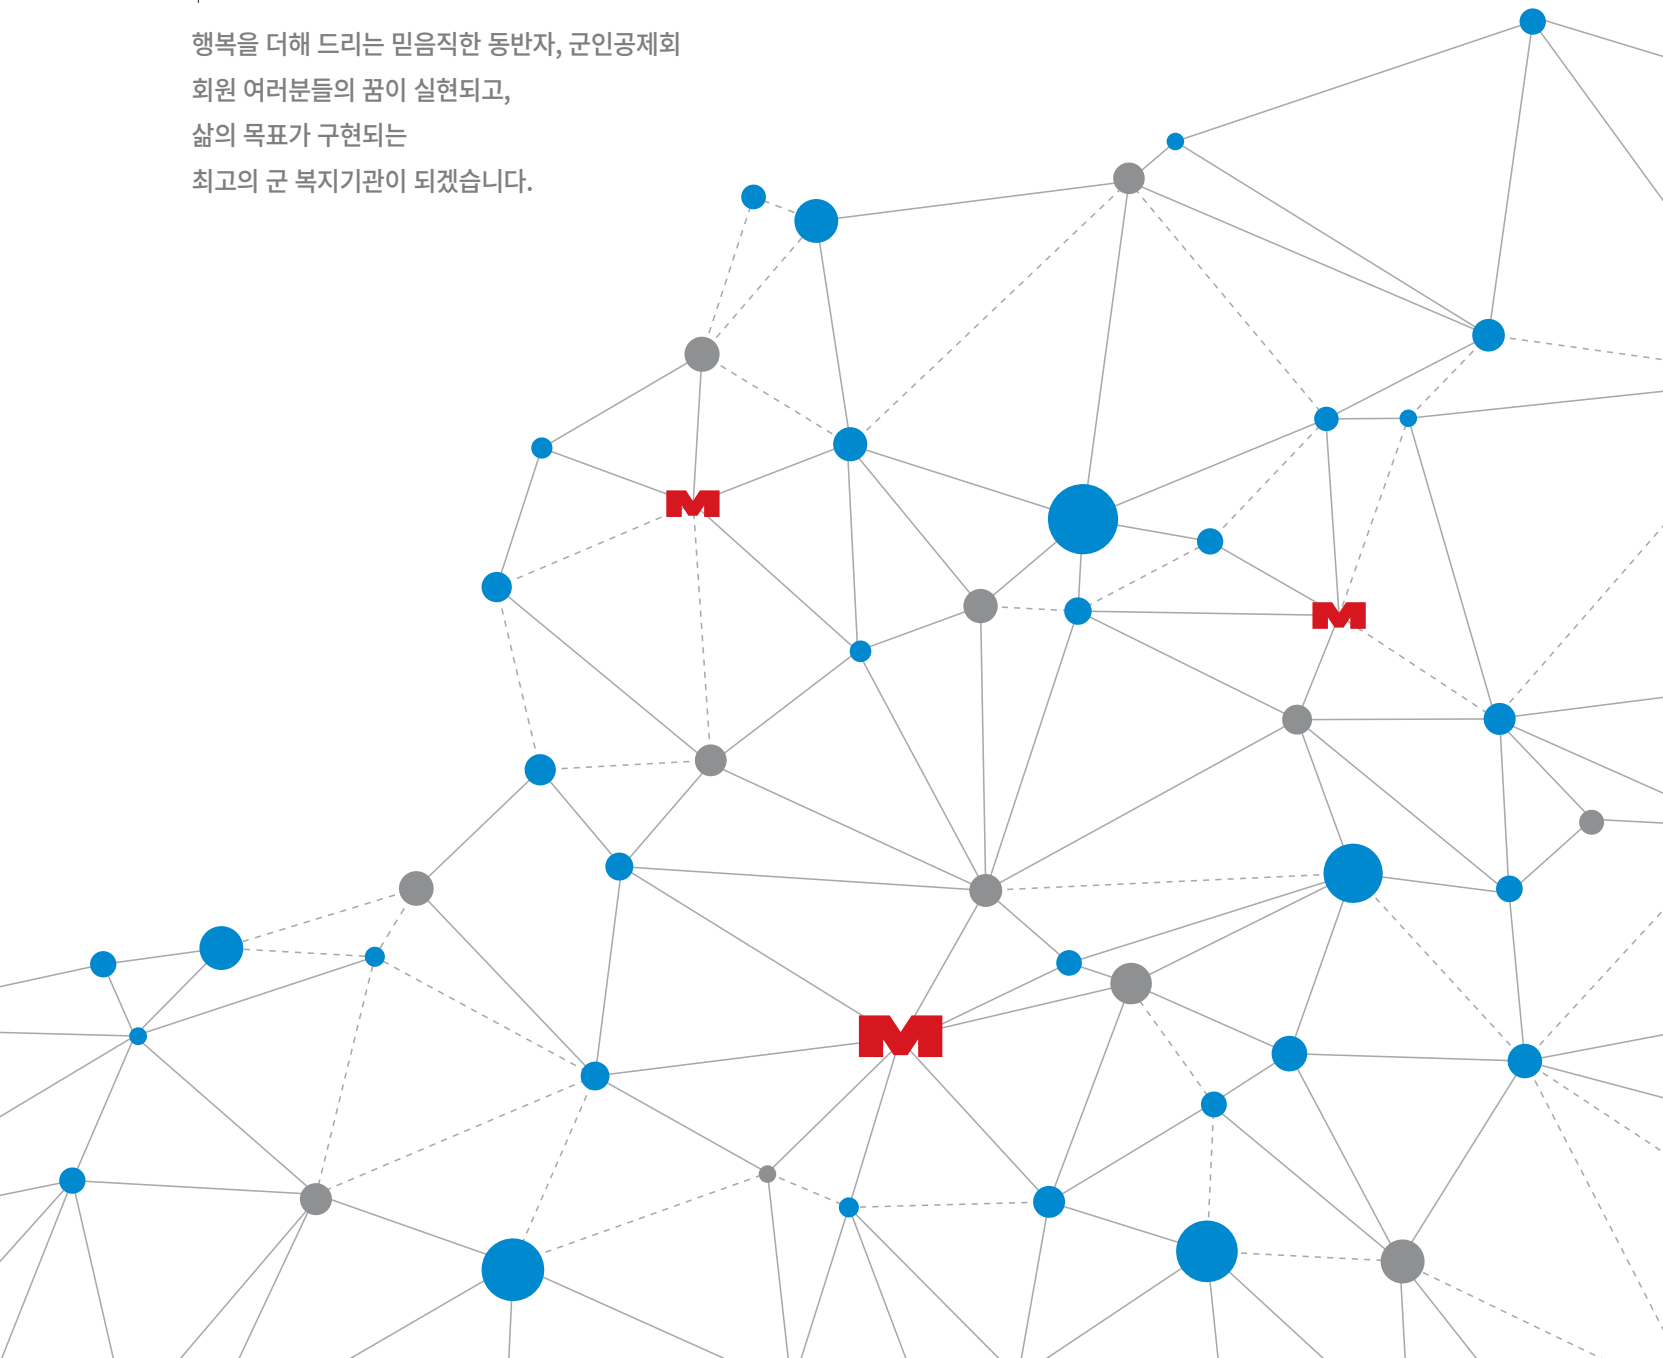 행복을 더해 드리는 믿음직한 동반자, 군인공제회
회원 여러분들의 꿈이 실현되고,
삶의 목표가 구현되는
최고의 군 복지기관이 되겠습니다.